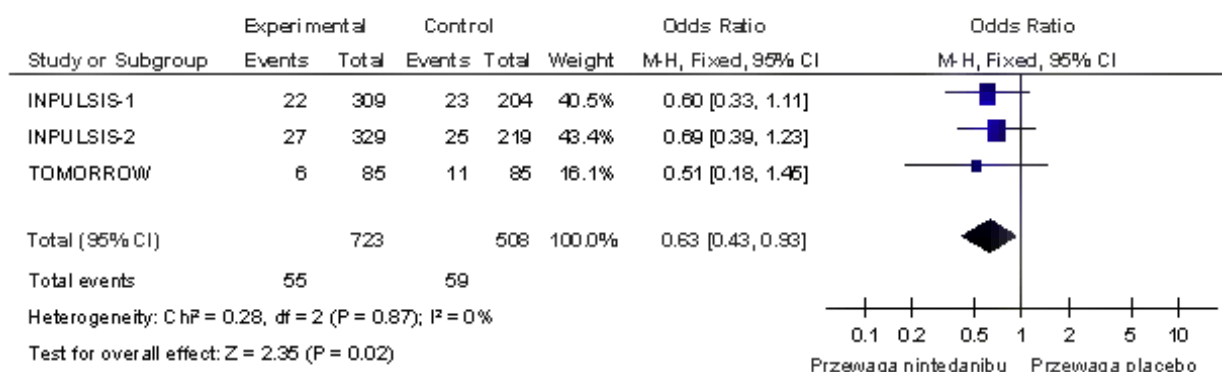 Experimental Control Odds Ratio Odds Ratio
Study or Subgroup Events Total Events Total Weight M-H, Fixed, 95% CI M-H, Fixed, 95% CI
INPULSIS-1 22 309 23 204 40.5% 0.60 [0.33, 1.11]
INPULSIS-2 27 329 25 219 43.4% 0.69 [0.39, 1.23]
TOMORROW 6 85 11 85 16.1% 0.51 [0.18, 1.45]
Total (95% CI) 723 508 100.0% 0.63 [0.43, 0.93]
Total events 55 59
Heterogeneity: Chi² = 0.28, df = 2 (P = 0.87); I² = 0%
Test for overall effect: Z = 2.35 (P = 0.02)
0.1 0.2 0.5 1 2 5 10
Przewaga nintedanibu Przewaga placebo